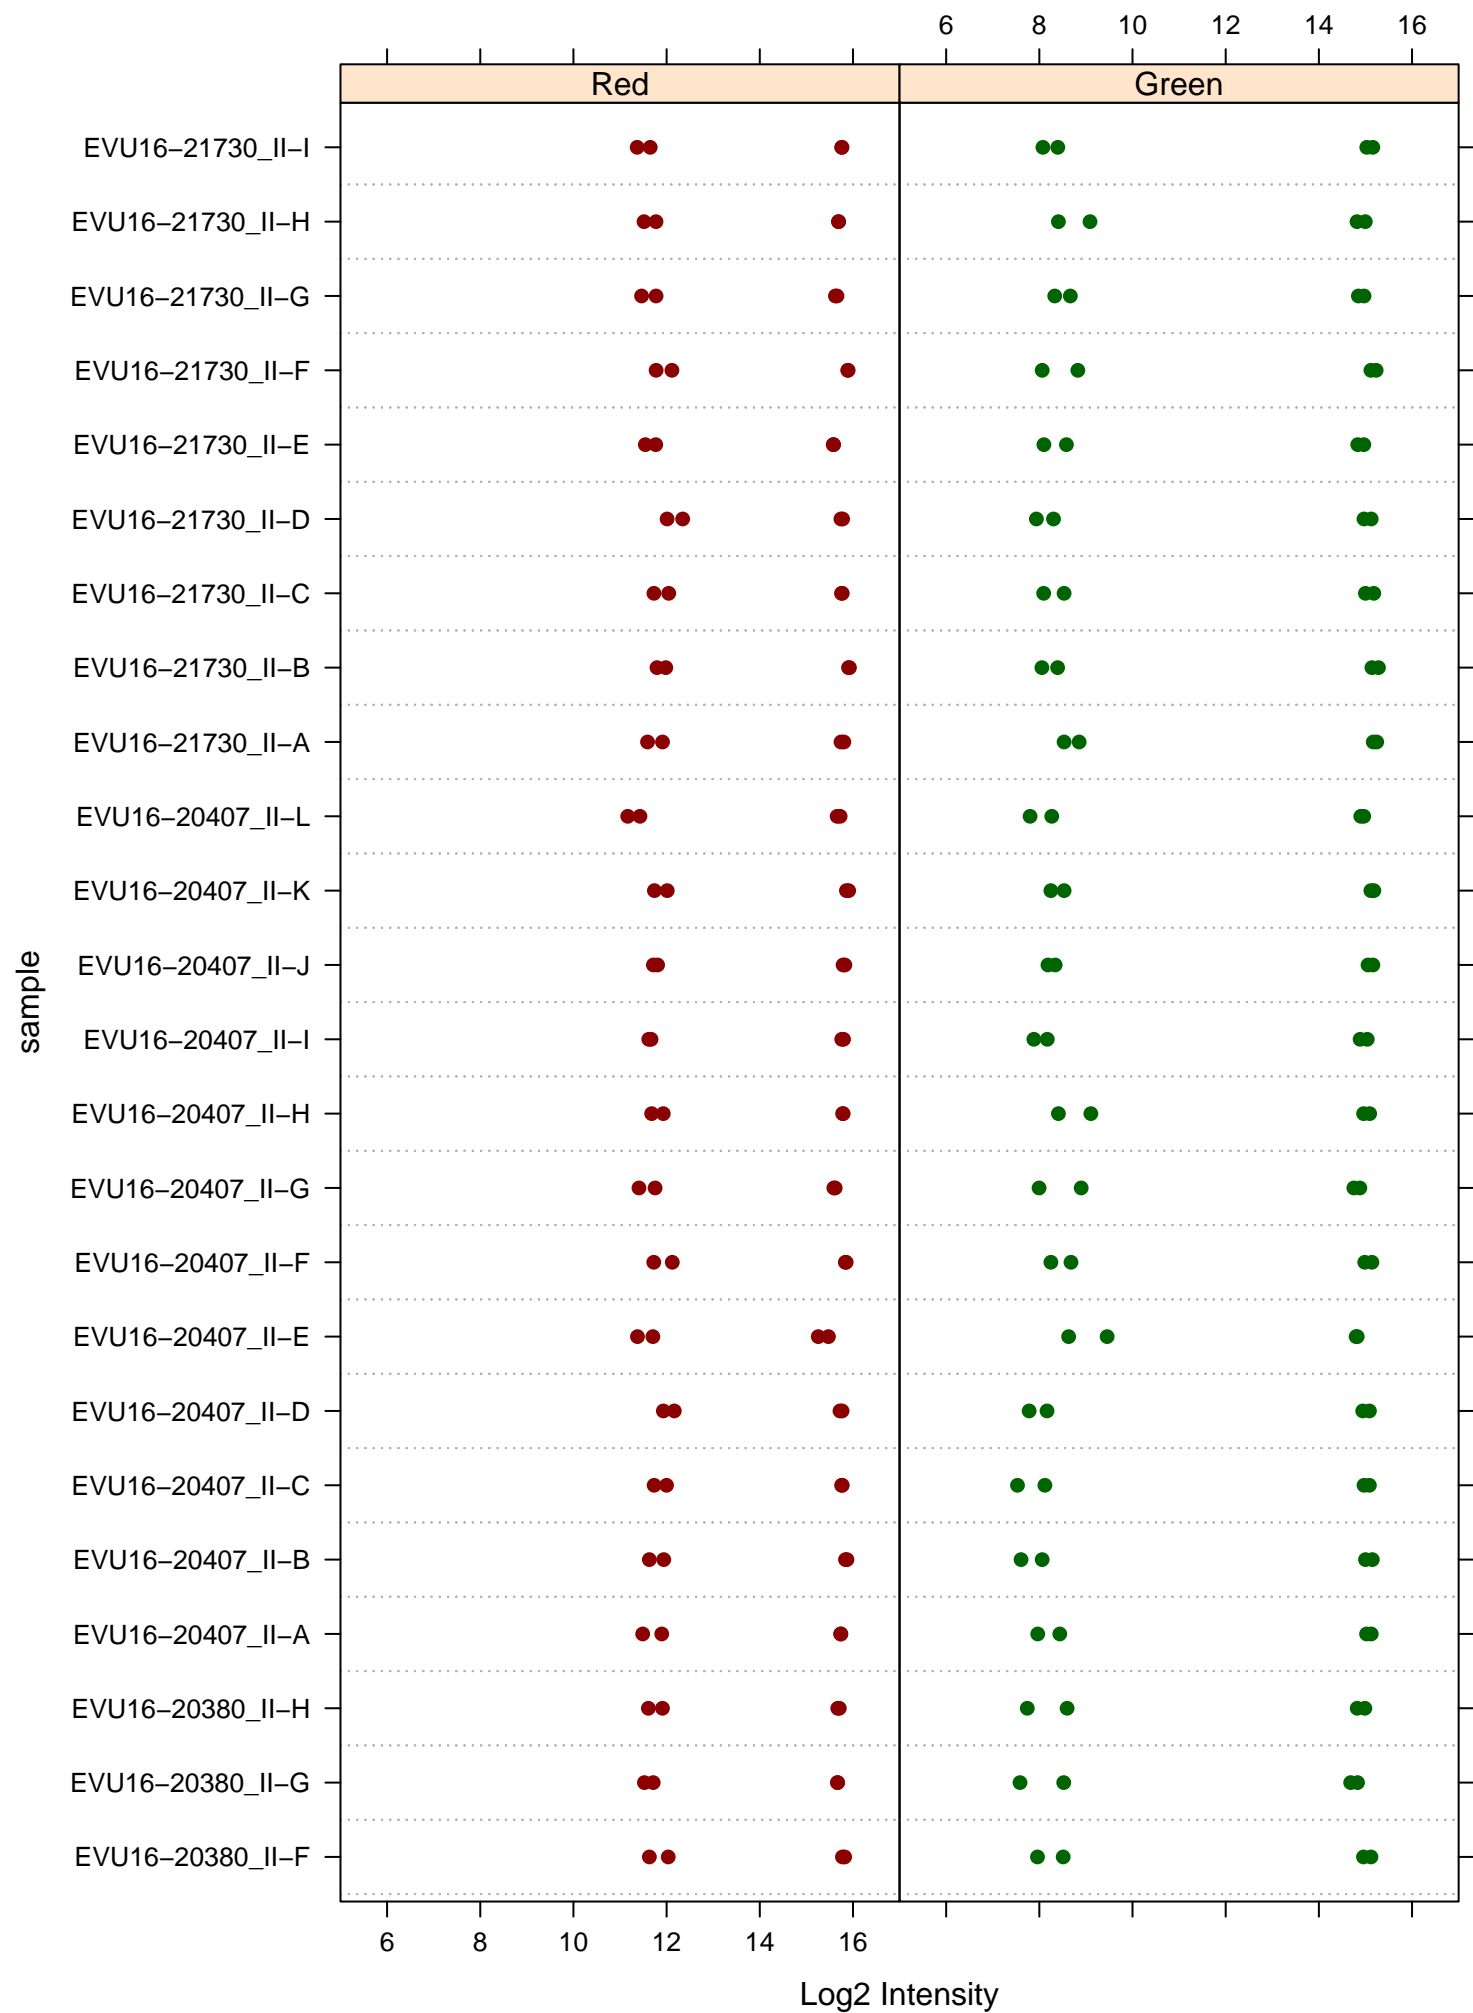 6 8 10 12 14 16
Red Green
EVU16−21730_II−I
EVU16−21730_II−H
EVU16−21730_II−G
EVU16−21730_II−F
EVU16−21730_II−E
EVU16−21730_II−D
EVU16−21730_II−C
EVU16−21730_II−B
EVU16−21730_II−A
EVU16−20407_II−L
EVU16−20407_II−K
EVU16−20407_II−J
EVU16−20407_II−I
EVU16−20407_II−H
EVU16−20407_II−G
EVU16−20407_II−F
EVU16−20407_II−E
EVU16−20407_II−D
EVU16−20407_II−C
EVU16−20407_II−B
EVU16−20407_II−A
EVU16−20380_II−H
EVU16−20380_II−G
EVU16−20380_II−F
sample
6 8 10 12 14 16
Log2 Intensity